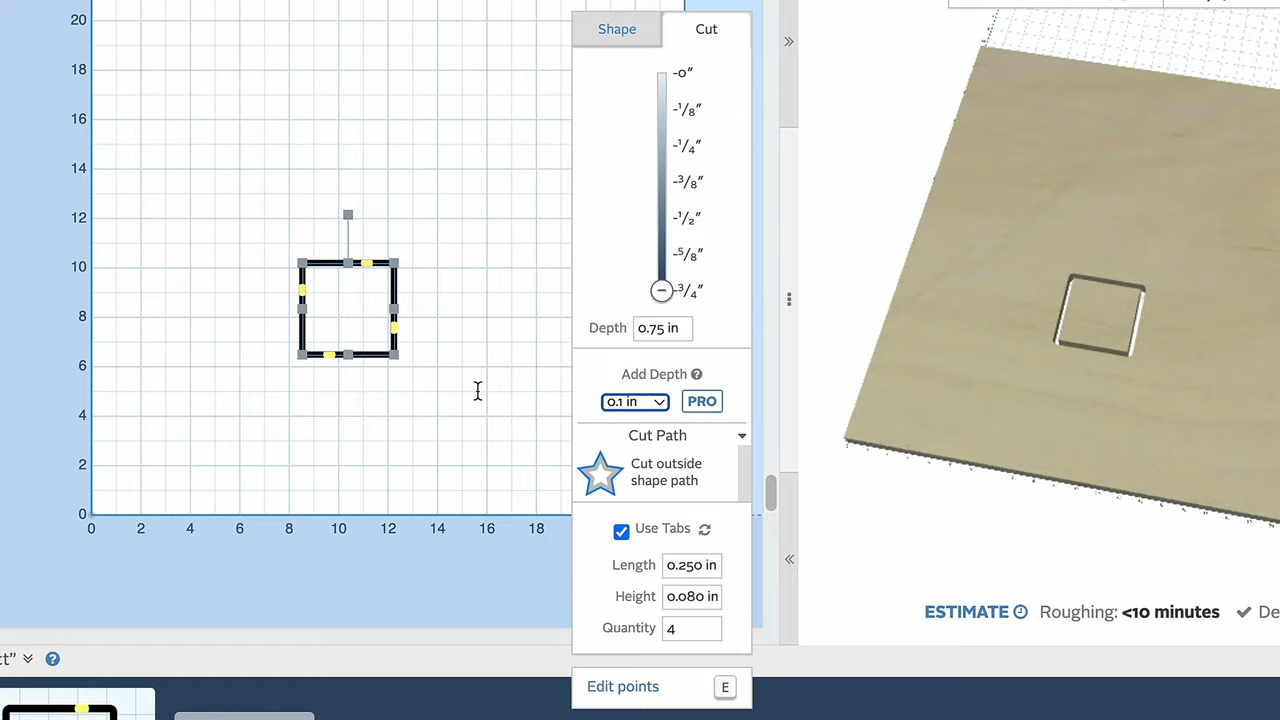 20
18
16
14
12
10
8
6
4
2
0
0 2 4 6 8 10 12 14 16 18
Shape Cut
-0"
-1/8"
-1/4"
-3/8"
-1/2"
-5/8"
-3/4"
Depth 0.75 in
Add Depth ?
0.1 in PRO
Cut Path
Cut outside
shape path
Use Tabs
Length 0.250 in
Height 0.080 in
Quantity 4
Edit points E
» 
«
ESTIMATE Roughing: <10 minutes
ct" ?